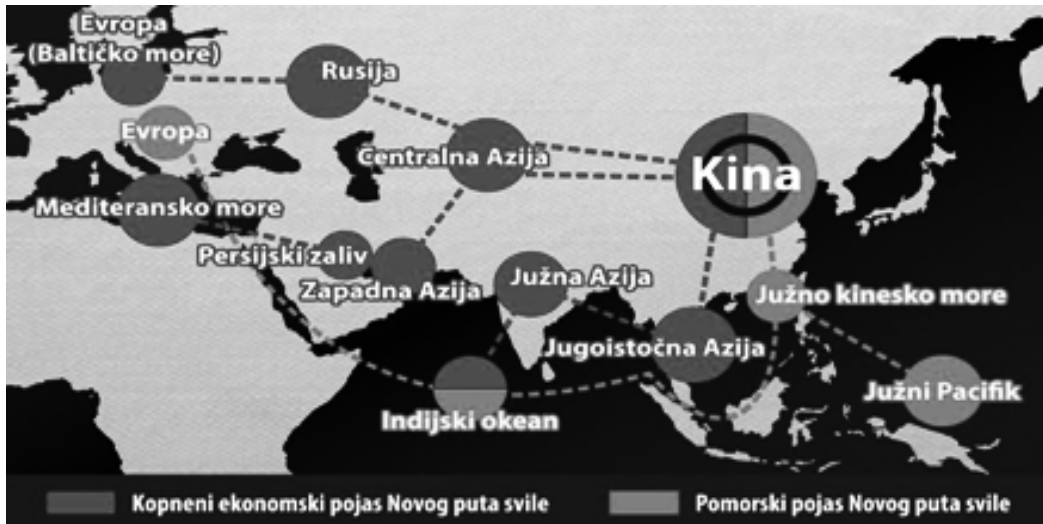 Evropa
(Baltičko more)
Rusija
Evropa
Centralna Azija
Kina
Mediteransko more
Persijski zaliv
Zapadna Azija
Južna Azija
Južno kinesko more
Jugoistočna Azija
Indijski okean
Južni Pacifik
Kopneni ekonomski pojas Novog puta svile
Pomorski pojas Novog puta svile